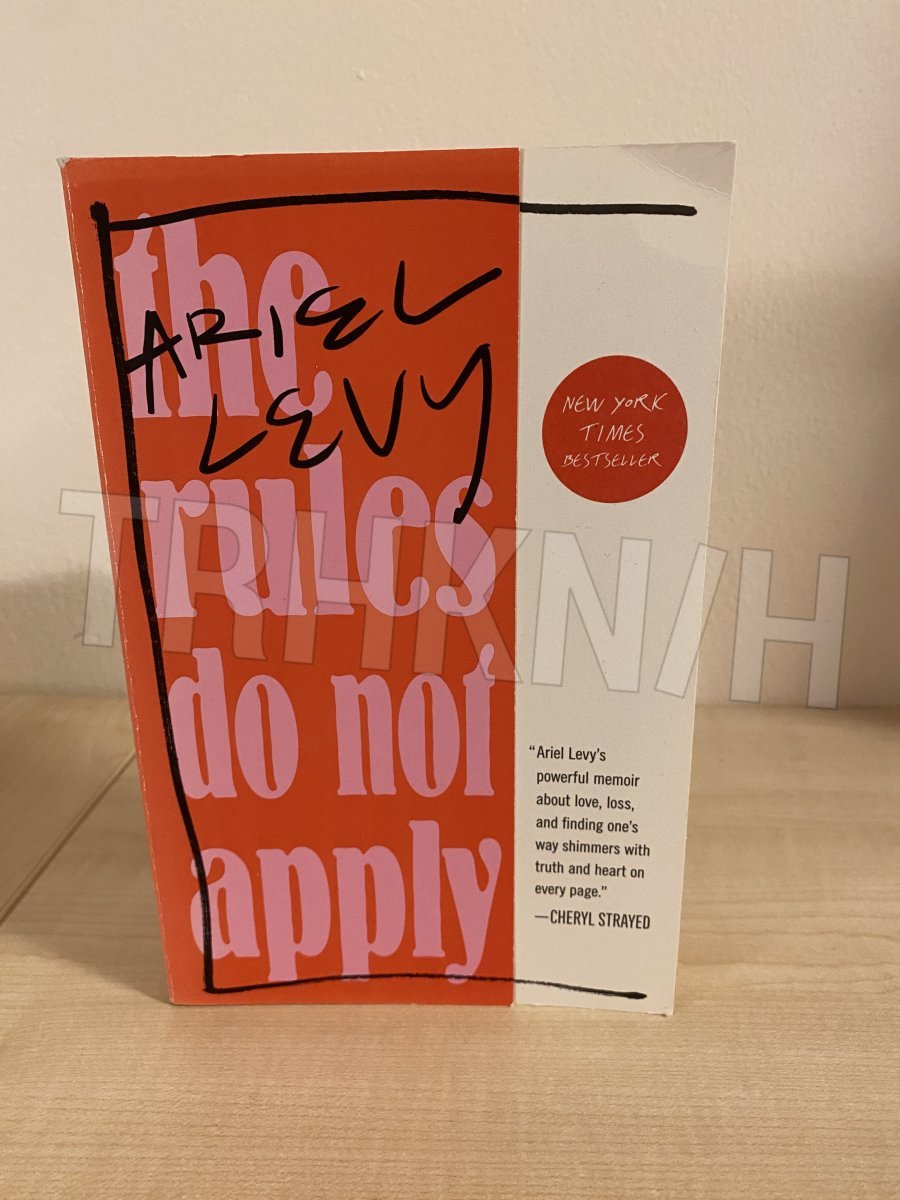 the
ARIEL
LEVY
rules
do not
apply
NEW YORK
TIMES
BESTSELLER
“Ariel Levy’s
powerful memoir
about love, loss,
and finding one’s
way shimmers with
truth and heart on
every page.”
—CHERYL STRAYED
TRHKN/H